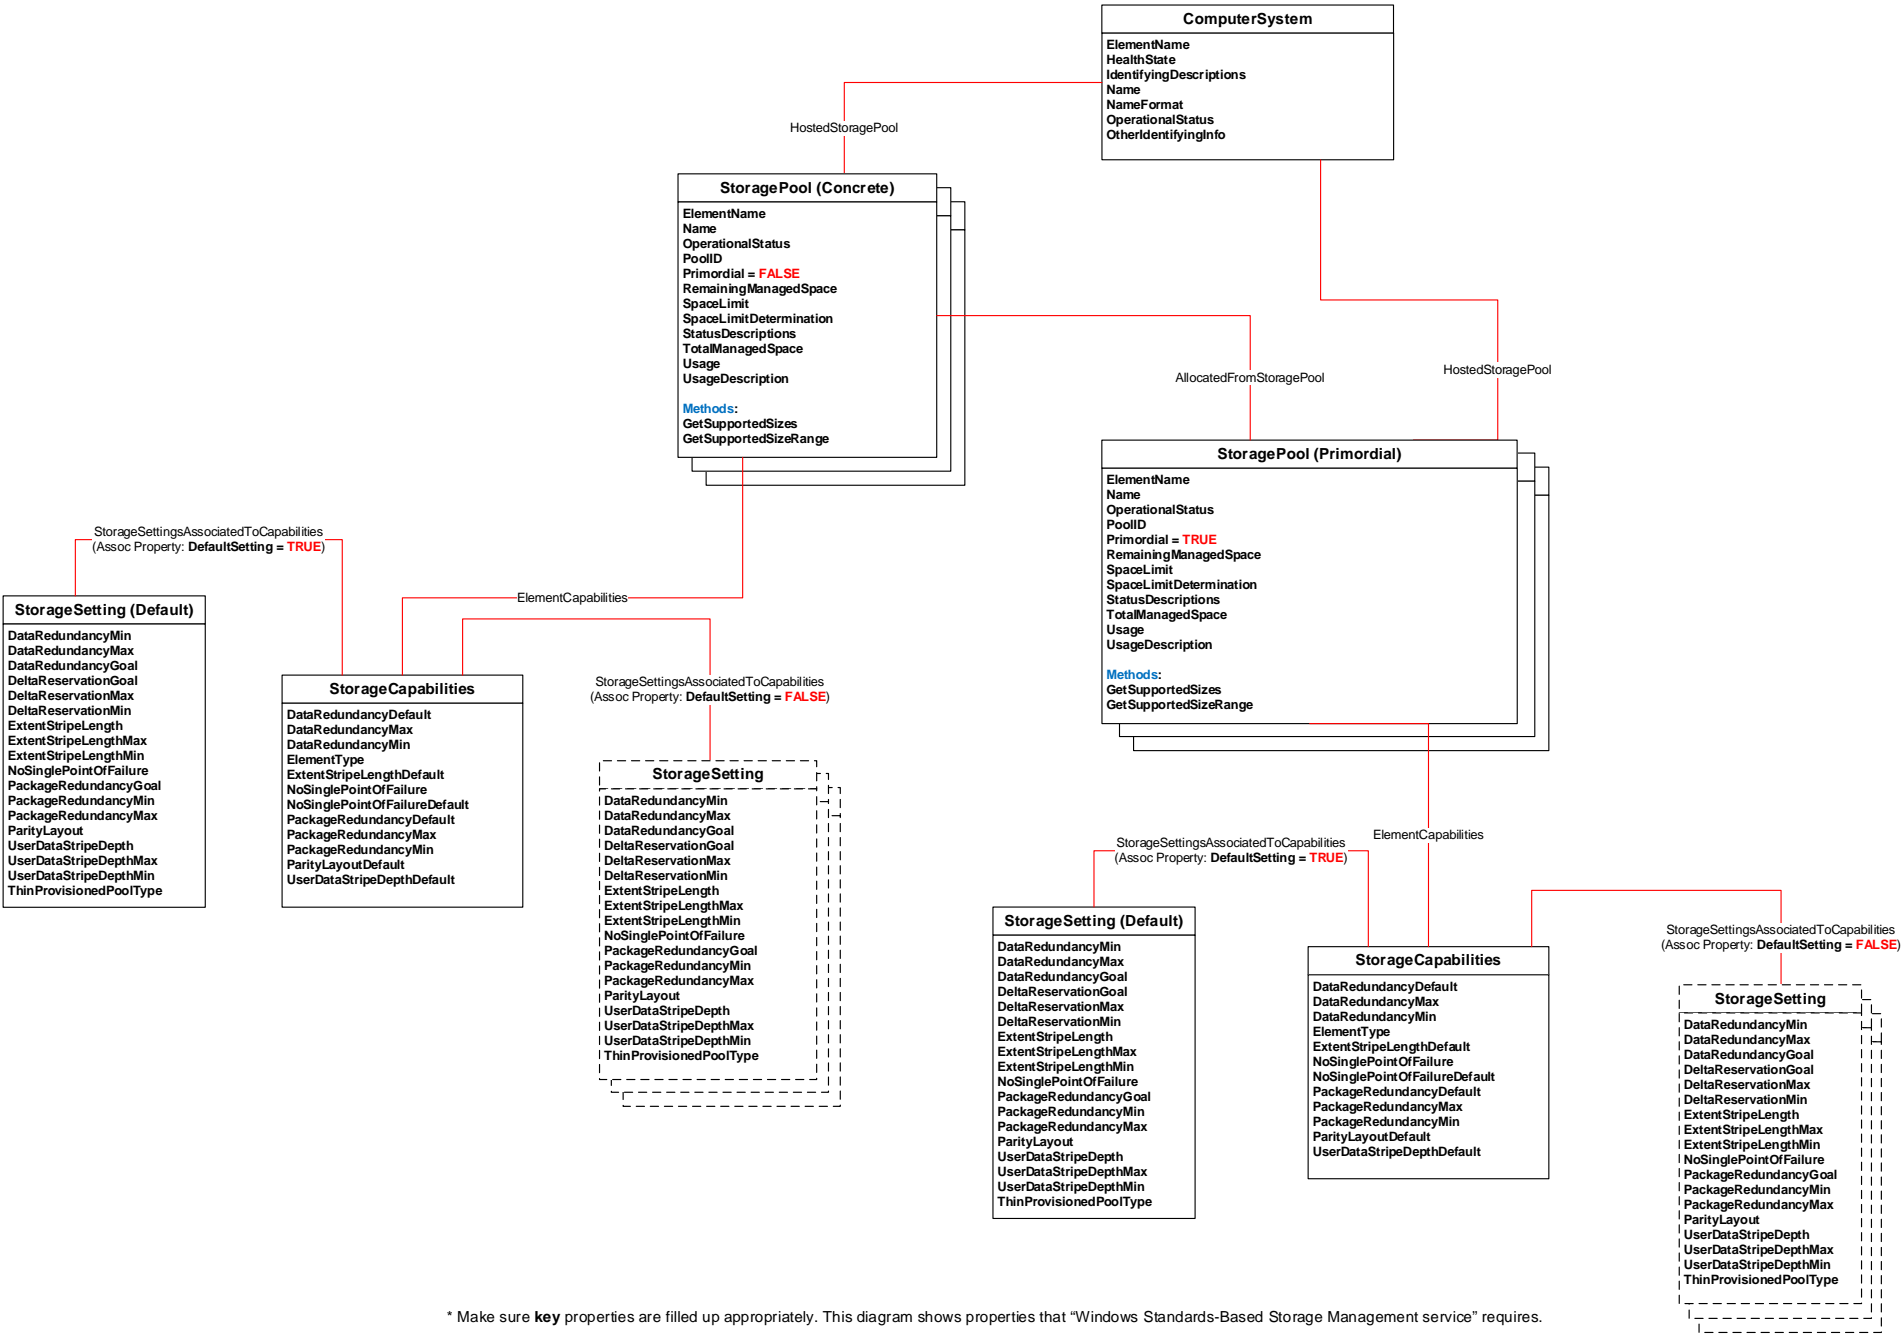 ComputerSystem
ElementName
HealthState
IdentifyingDescriptions
Name
NameFormat
OperationalStatus
OtherIdentifyingInfo
HostedStoragePool
StoragePool (Concrete)
ElementName
Name
OperationalStatus
PoolID
Primordial = FALSE
RemainingManagedSpace
SpaceLimit
SpaceLimitDetermination
StatusDescriptions
TotalManagedSpace
Usage
UsageDescription
Methods:
GetSupportedSizes
GetSupportedSizeRange
AllocatedFromStoragePool
HostedStoragePool
StoragePool (Primordial)
ElementName
Name
OperationalStatus
PoolID
Primordial = TRUE
RemainingManagedSpace
SpaceLimit
SpaceLimitDetermination
StatusDescriptions
TotalManagedSpace
Usage
UsageDescription
Methods:
GetSupportedSizes
GetSupportedSizeRange
StorageSettingsAssociatedToCapabilities
(Assoc Property: DefaultSetting = TRUE)
ElementCapabilities
StorageSetting (Default)
DataRedundancyMin
DataRedundancyMax
DataRedundancyGoal
DeltaReservationGoal
DeltaReservationMax
DeltaReservationMin
ExtentStripeLength
ExtentStripeLengthMax
ExtentStripeLengthMin
NoSinglePointOfFailure
PackageRedundancyGoal
PackageRedundancyMin
PackageRedundancyMax
ParityLayout
UserDataStripeDepth
UserDataStripeDepthMax
UserDataStripeDepthMin
ThinProvisionedPoolType
StorageCapabilities
DataRedundancyDefault
DataRedundancyMax
DataRedundancyMin
ElementType
ExtentStripeLengthDefault
NoSinglePointOfFailure
NoSinglePointOfFailureDefault
PackageRedundancyDefault
PackageRedundancyMax
PackageRedundancyMin
ParityLayoutDefault
UserDataStripeDepthDefault
StorageSettingsAssociatedToCapabilities
(Assoc Property: DefaultSetting = FALSE)
StorageSetting
DataRedundancyMin
DataRedundancyMax
DataRedundancyGoal
DeltaReservationGoal
DeltaReservationMax
DeltaReservationMin
ExtentStripeLength
ExtentStripeLengthMax
ExtentStripeLengthMin
NoSinglePointOfFailure
PackageRedundancyGoal
PackageRedundancyMin
PackageRedundancyMax
ParityLayout
UserDataStripeDepth
UserDataStripeDepthMax
UserDataStripeDepthMin
ThinProvisionedPoolType
StorageSettingsAssociatedToCapabilities
(Assoc Property: DefaultSetting = TRUE)
ElementCapabilities
StorageSetting (Default)
DataRedundancyMin
DataRedundancyMax
DataRedundancyGoal
DeltaReservationGoal
DeltaReservationMax
DeltaReservationMin
ExtentStripeLength
ExtentStripeLengthMax
ExtentStripeLengthMin
NoSinglePointOfFailure
PackageRedundancyGoal
PackageRedundancyMin
PackageRedundancyMax
ParityLayout
UserDataStripeDepth
UserDataStripeDepthMax
UserDataStripeDepthMin
ThinProvisionedPoolType
StorageCapabilities
DataRedundancyDefault
DataRedundancyMax
DataRedundancyMin
ElementType
ExtentStripeLengthDefault
NoSinglePointOfFailure
NoSinglePointOfFailureDefault
PackageRedundancyDefault
PackageRedundancyMax
PackageRedundancyMin
ParityLayoutDefault
UserDataStripeDepthDefault
StorageSettingsAssociatedToCapabilities
(Assoc Property: DefaultSetting = FALSE)
StorageSetting
DataRedundancyMin
DataRedundancyMax
DataRedundancyGoal
DeltaReservationGoal
DeltaReservationMax
DeltaReservationMin
ExtentStripeLength
ExtentStripeLengthMax
ExtentStripeLengthMin
NoSinglePointOfFailure
PackageRedundancyGoal
PackageRedundancyMin
PackageRedundancyMax
ParityLayout
UserDataStripeDepth
UserDataStripeDepthMax
UserDataStripeDepthMin
ThinProvisionedPoolType
* Make sure key properties are filled up appropriately. This diagram shows properties that “Windows Standards-Based Storage Management service” requires.